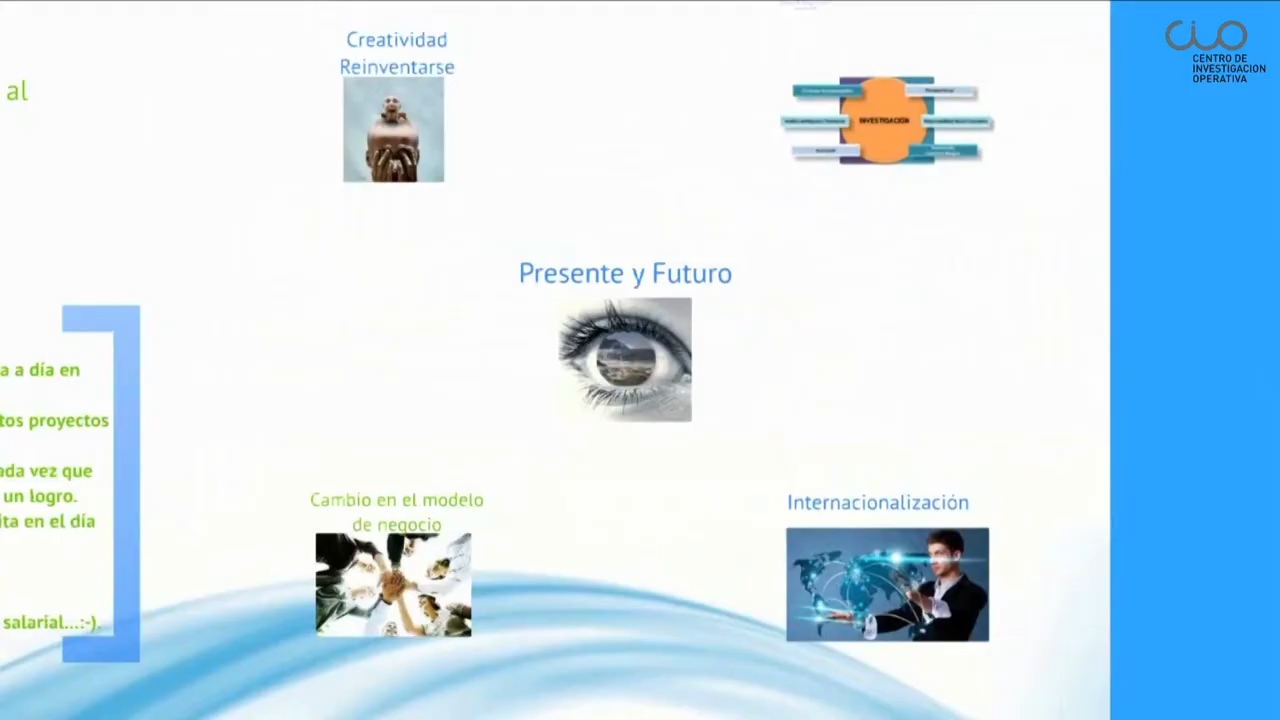 Creatividad
Reinventarse
al
CENTRO DE
INVESTIGACION
OPERATIVA
INVESTIGACIÓN
Presente y Futuro
a a día en
tos proyectos
ada vez que
un logro.
ita en el día
salarial...:-).
Cambio en el modelo
de negocio
Internacionalización